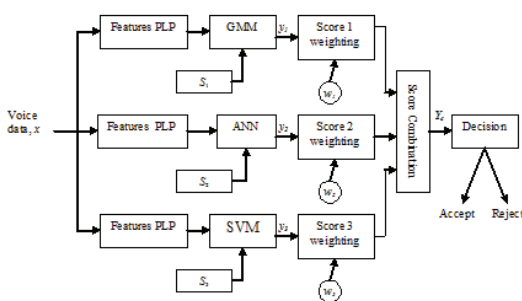 Features PLP
GMM
y₁
Score 1
weighting
S₁
w₁
Voice
data, x
Features PLP
ANN
y₂
Score 2
weighting
S₂
w₂
Score Combination
Y_c
Decision
Accept
Reject
Features PLP
SVM
y₃
Score 3
weighting
S₃
w₃